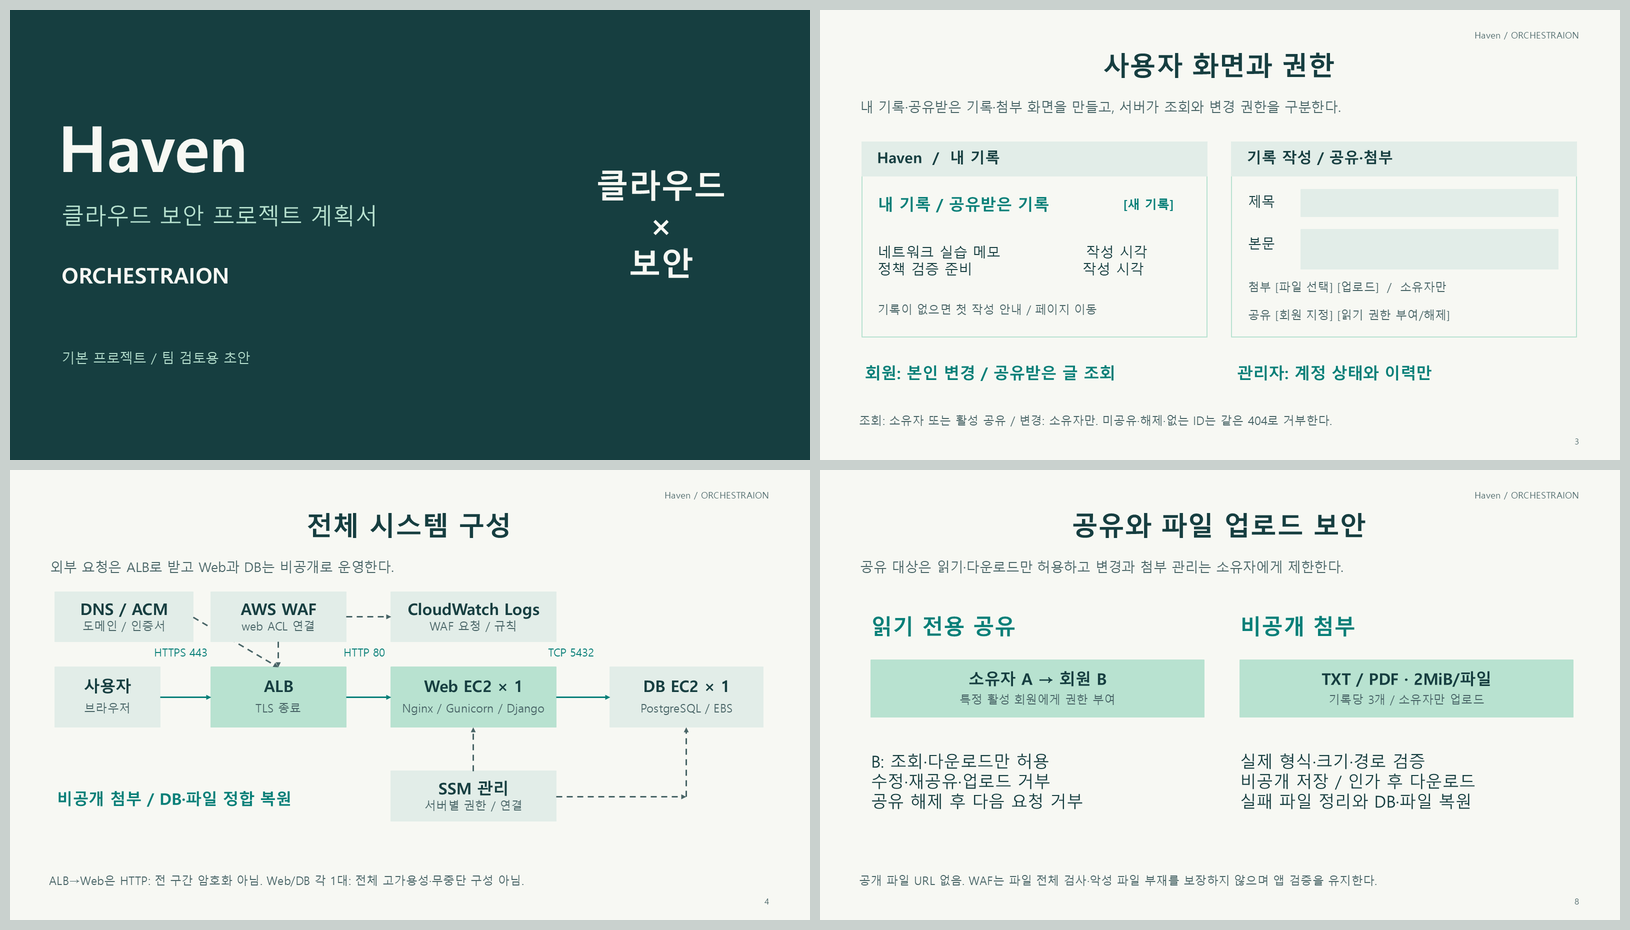 Haven
클라우드 보안 프로젝트 계획서
ORCHESTRAION
기본 프로젝트 / 팀 검토용 초안
클라우드
×
보안
Haven / ORCHESTRAION
사용자 화면과 권한
내 기록·공유받은 기록·첨부 화면을 만들고, 서버가 조회와 변경 권한을 구분한다.
Haven / 내 기록
내 기록 / 공유받은 기록 [새 기록]
네트워크 실습 메모 작성 시각
정책 검증 준비 작성 시각
기록이 없으면 첫 작성 안내 / 페이지 이동
기록 작성 / 공유·첨부
제목
본문
첨부 [파일 선택] [업로드] / 소유자만
공유 [회원 지정] [읽기 권한 부여/해제]
회원: 본인 변경 / 공유받은 글 조회
관리자: 계정 상태와 이력만
조회: 소유자 또는 활성 공유 / 변경: 소유자만. 미공유·해제·없는 ID는 같은 404로 거부한다.
3
Haven / ORCHESTRAION
전체 시스템 구성
외부 요청은 ALB로 받고 Web과 DB는 비공개로 운영한다.
DNS / ACM
도메인 / 인증서
AWS WAF
web ACL 연결
CloudWatch Logs
WAF 요청 / 규칙
HTTPS 443
HTTP 80
TCP 5432
사용자
브라우저
ALB
TLS 종료
Web EC2 × 1
Nginx / Gunicorn / Django
DB EC2 × 1
PostgreSQL / EBS
SSM 관리
서버별 권한 / 연결
비공개 첨부 / DB·파일 정합 복원
ALB→Web은 HTTP: 전 구간 암호화 아님. Web/DB 각 1대: 전체 고가용성·무중단 구성 아님.
4
Haven / ORCHESTRAION
공유와 파일 업로드 보안
공유 대상은 읽기·다운로드만 허용하고 변경과 첨부 관리는 소유자에게 제한한다.
읽기 전용 공유
소유자 A → 회원 B
특정 활성 회원에게 권한 부여
B: 조회·다운로드만 허용
수정·재공유·업로드 거부
공유 해제 후 다음 요청 거부
비공개 첨부
TXT / PDF · 2MiB/파일
기록당 3개 / 소유자만 업로드
실제 형식·크기·경로 검증
비공개 저장 / 인가 후 다운로드
실패 파일 정리와 DB·파일 복원
공개 파일 URL 없음. WAF는 파일 전체 검사·악성 파일 부재를 보장하지 않으며 앱 검증을 유지한다.
8